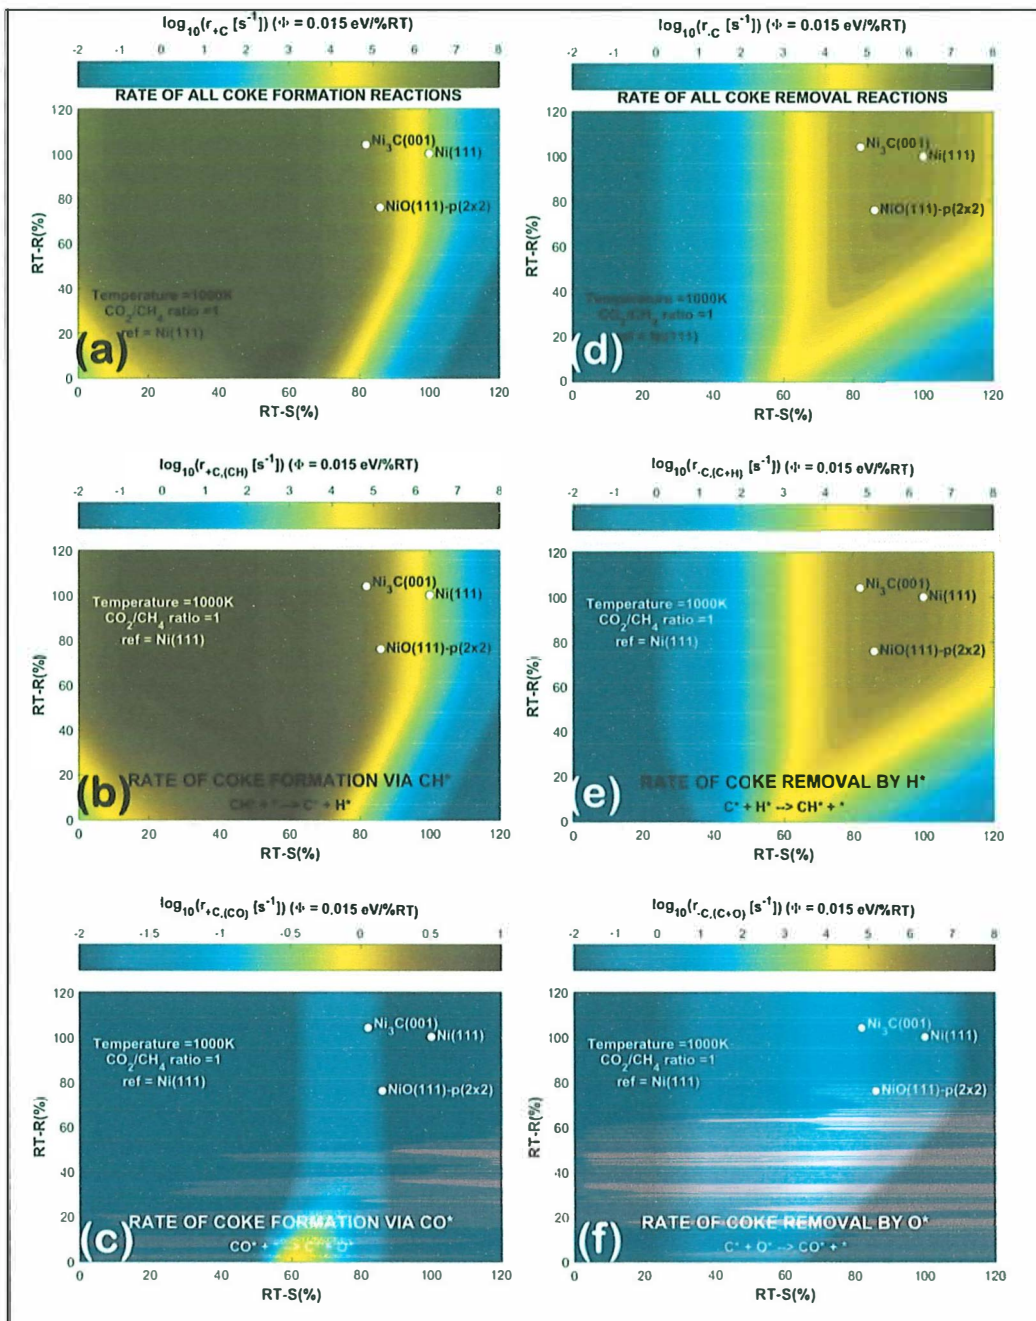 log10(r+C [s-1]) (Φ = 0.015 eV/%RT)
-2 -1 0 1 2 3 4 5 6 7 8
RATE OF ALL COKE FORMATION REACTIONS
120
100
80
60
40
20
0
RT-R(%)
Ni3C(001)
Ni(111)
NiO(111)-p(2x2)
Temperature =1000K
CO2/CH4 ratio =1
ref = Ni(111)
(a)
0 20 40 60 80 100 120
RT-S(%)
log10(r-C [s-1]) (Φ = 0.015 eV/%RT)
-2 -1 0 1 2 3 4 5 6 7 8
RATE OF ALL COKE REMOVAL REACTIONS
120
100
80
60
40
20
0
RT-R(%)
Ni3C(001)
Ni(111)
NiO(111)-p(2x2)
Temperature =1000K
CO2/CH4 ratio =1
ref = Ni(111)
(d)
0 20 40 60 80 100 120
RT-S(%)
log10(r+C,(CH) [s-1]) (Φ = 0.015 eV/%RT)
-2 -1 0 1 2 3 4 5 6 7 8
120
100
80
60
40
20
0
RT-R(%)
Ni3C(001)
Ni(111)
NiO(111)-p(2x2)
Temperature =1000K
CO2/CH4 ratio =1
ref = Ni(111)
(b)
RATE OF COKE FORMATION VIA CH*
CH* + * --> C* + H*
0 20 40 60 80 100 120
RT-S(%)
log10(r-C,(C+H) [s-1]) (Φ = 0.015 eV/%RT)
-2 -1 0 1 2 3 4 5 6 7 8
120
100
80
60
40
20
0
RT-R(%)
Ni3C(001)
Ni(111)
NiO(111)-p(2x2)
Temperature =1000K
CO2/CH4 ratio =1
ref = Ni(111)
(e)
RATE OF COKE REMOVAL BY H*
C* + H* --> CH* + *
0 20 40 60 80 100 120
RT-S(%)
log10(r+C,(CO) [s-1]) (Φ = 0.015 eV/%RT)
-2 -1.5 -1 -0.5 0 0.5 1
120
100
80
60
40
20
0
RT-R(%)
Ni3C(001)
Ni(111)
NiO(111)-p(2x2)
Temperature =1000K
CO2/CH4 ratio =1
ref = Ni(111)
(c)
RATE OF COKE FORMATION VIA CO*
CO* + * --> C* + O*
0 20 40 60 80 100 120
RT-S(%)
log10(r-C,(C+O) [s-1]) (Φ = 0.015 eV/%RT)
-2 -1 0 1 2 3 4 5 6 7 8
120
100
80
60
40
20
0
RT-R(%)
Ni3C(001)
Ni(111)
NiO(111)-p(2x2)
Temperature =1000K
CO2/CH4 ratio =1
ref = Ni(111)
(f)
RATE OF COKE REMOVAL BY O*
C* + O* --> CO* + *
0 20 40 60 80 100 120
RT-S(%)